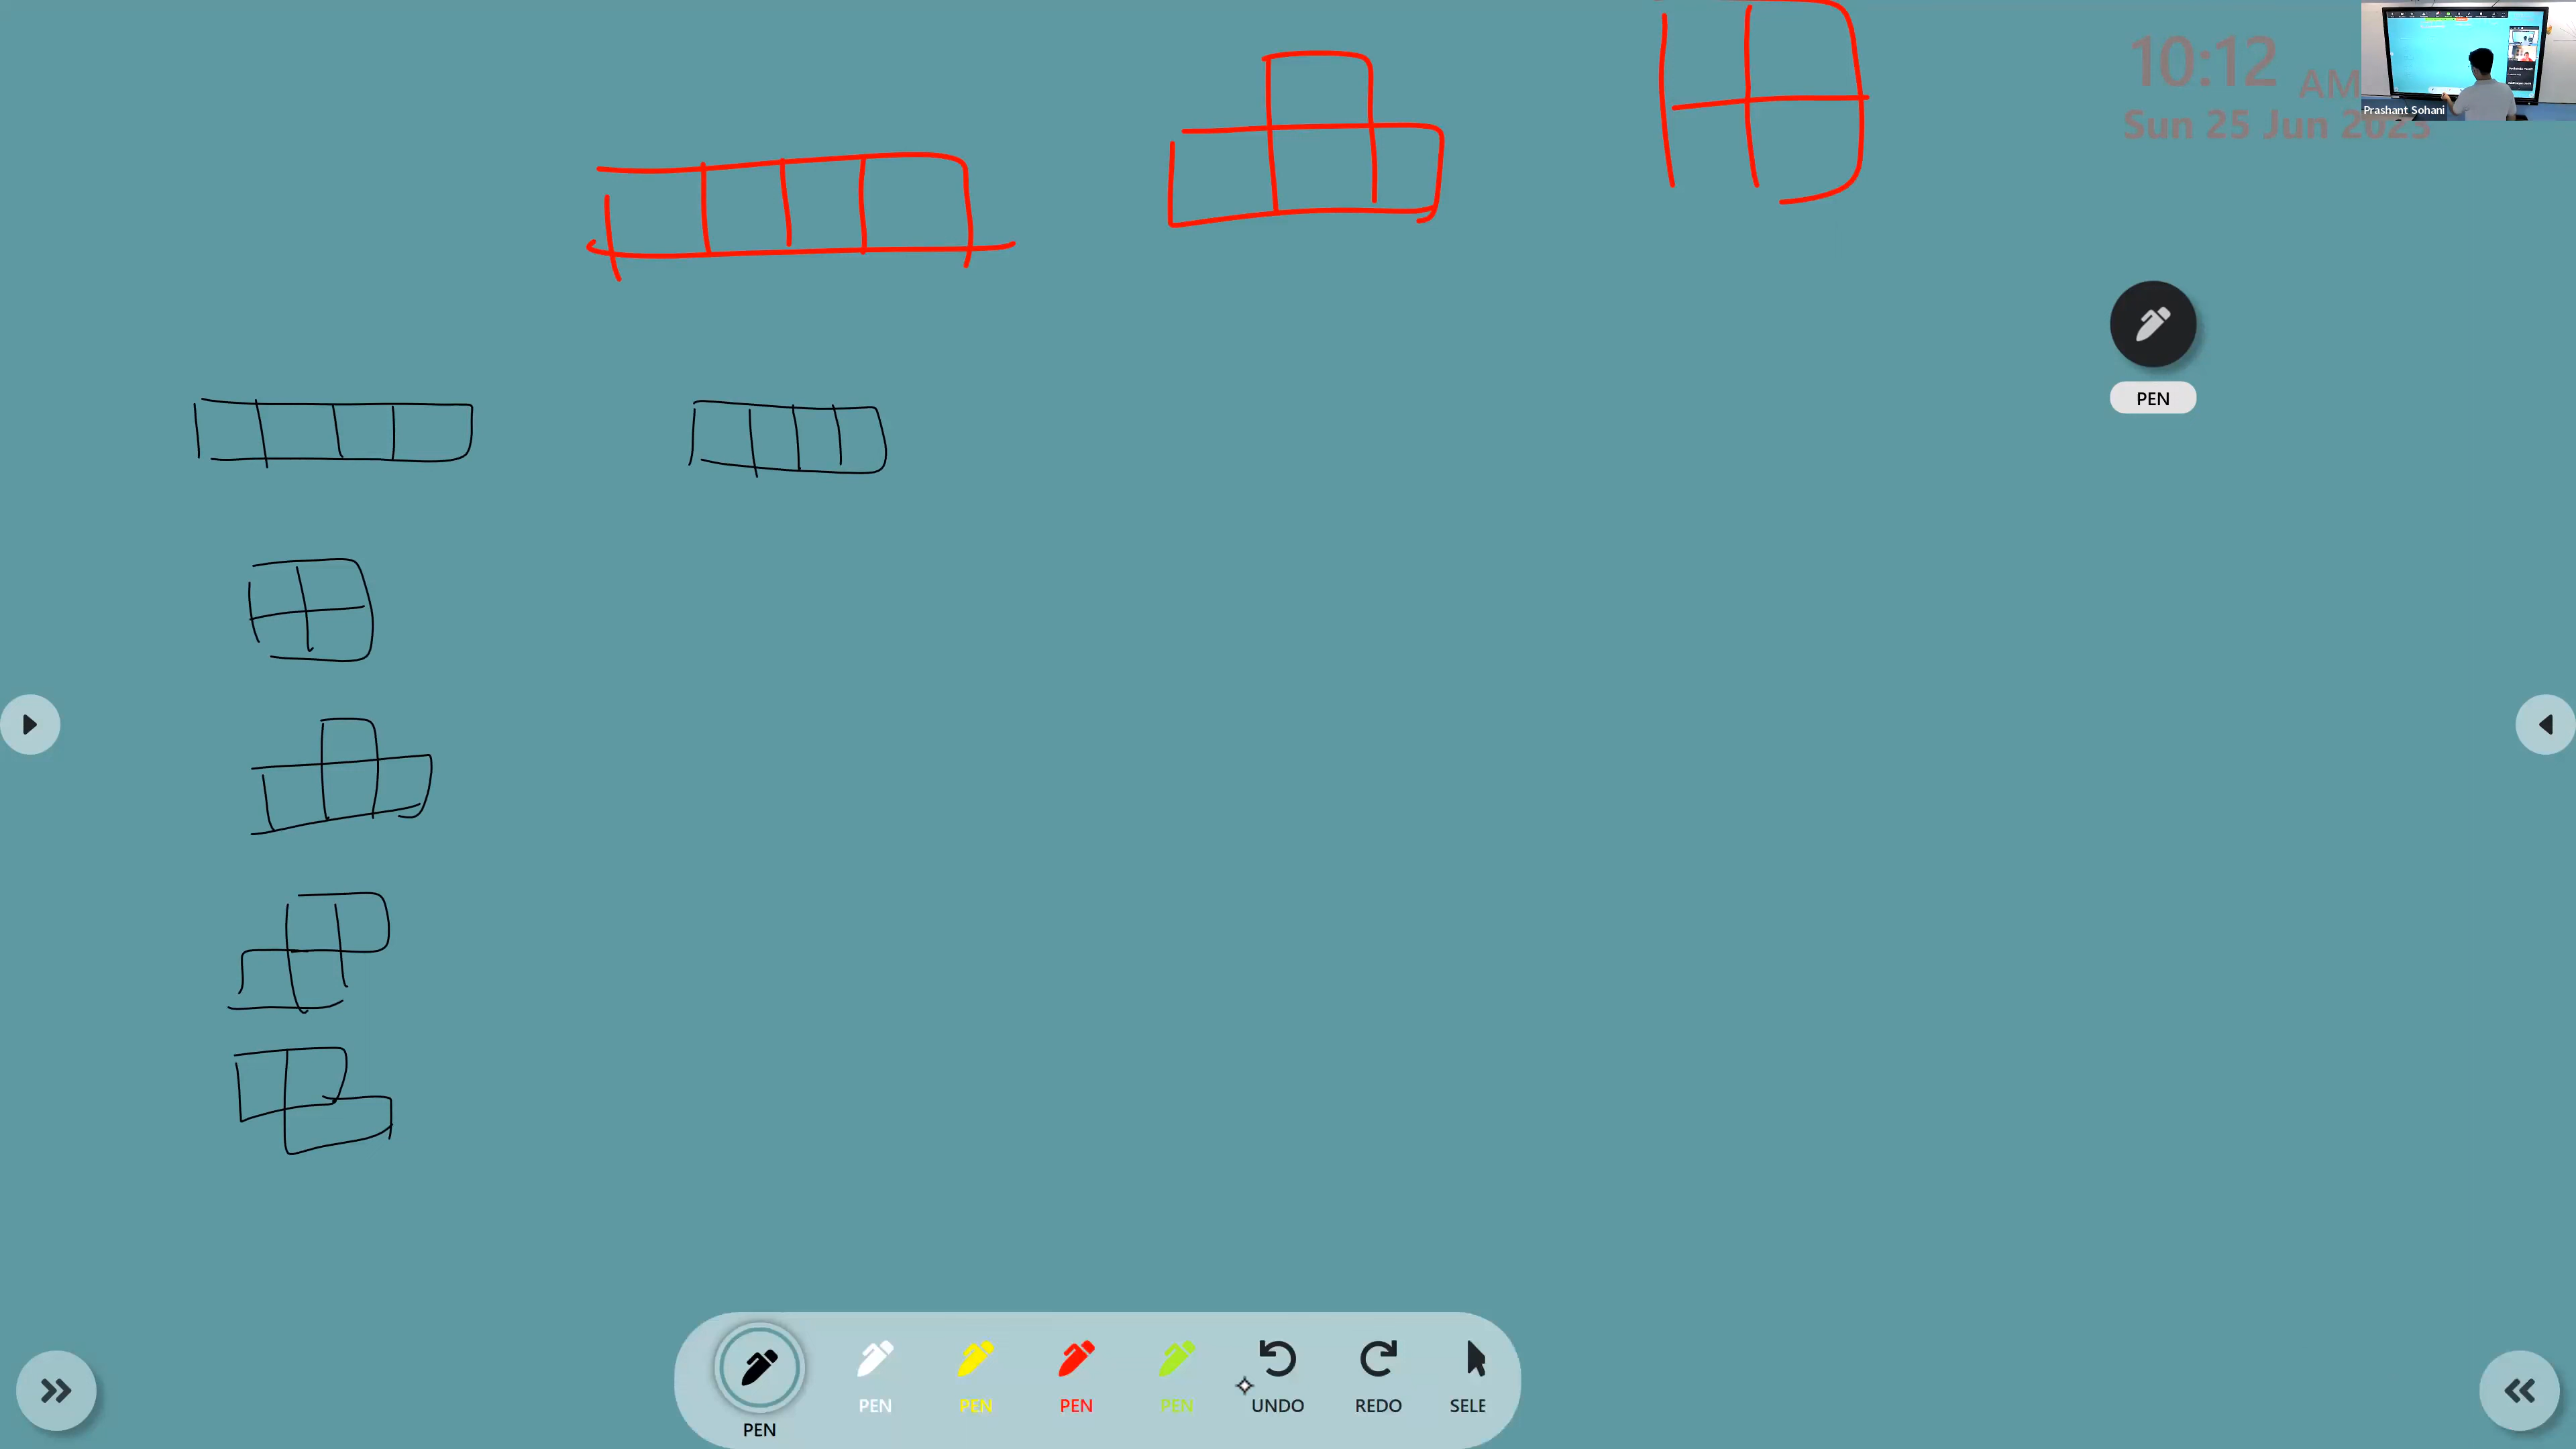 10:12 AM
Prashant Sohani
Sun 25 Jun 2023
PEN
PEN
PEN
PEN
PEN
PEN
UNDO
REDO
SELE